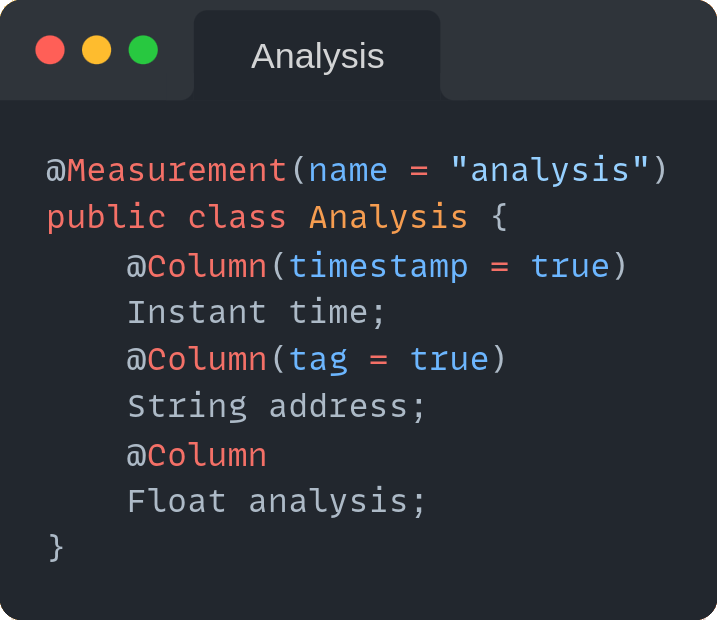 Analysis
@Measurement(name = "analysis")
public class Analysis {
    @Column(timestamp = true)
    Instant time;
    @Column(tag = true)
    String address;
    @Column
    Float analysis;
}